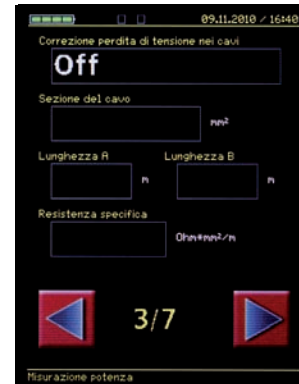 09.11.2010 / 16:40
Correzione perdita di tensione nei cavi
Off
Sezione del cavo
mm²
Lunghezza A Lunghezza B
m m
Resistenza specifica
Ohm*mm²/m
3/7
Misurazione potenza